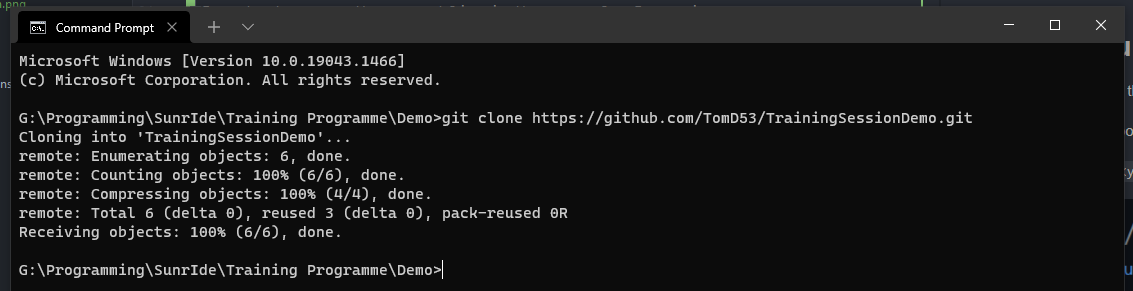 n.png
Command Prompt
Microsoft Windows [Version 10.0.19043.1466]
(c) Microsoft Corporation. All rights reserved.
G:\Programming\SunrIde\Training Programme\Demo>git clone https://github.com/TomD53/TrainingSessionDemo.git
Cloning into 'TrainingSessionDemo'...
remote: Enumerating objects: 6, done.
remote: Counting objects: 100% (6/6), done.
remote: Compressing objects: 100% (4/4), done.
remote: Total 6 (delta 0), reused 3 (delta 0), pack-reused 0R
Receiving objects: 100% (6/6), done.
G:\Programming\SunrIde\Training Programme\Demo>